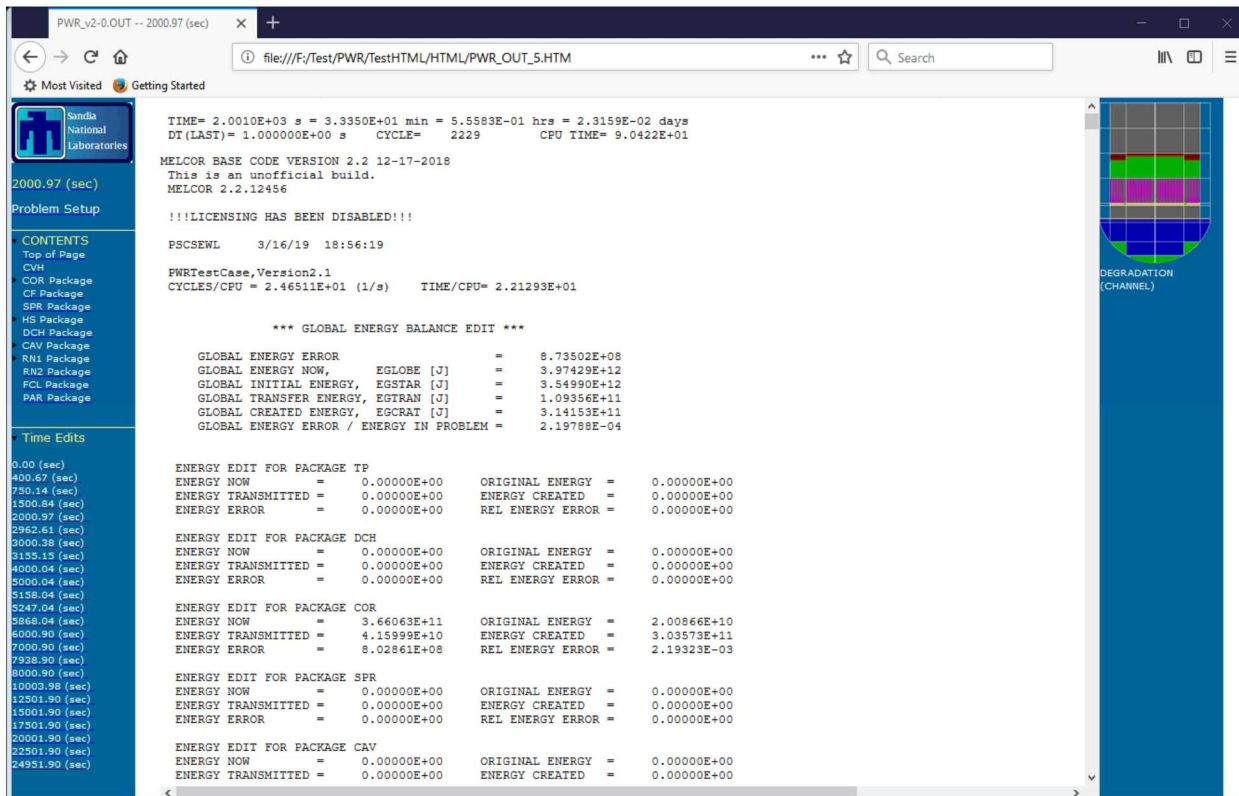 PWR_v2-0.OUT -- 2000.97 (sec)
file:///F:/Test/PWR/TestHTML/HTML/PWR_OUT_5.HTM
Search
Most Visited
Getting Started
Sandia
National
Laboratories
2000.97 (sec)
Problem Setup
CONTENTS
Top of Page
CVH
COR Package
CF Package
SPR Package
HS Package
DCH Package
CAV Package
RN1 Package
RN2 Package
FCL Package
PAR Package
Time Edits
0.00 (sec)
400.67 (sec)
750.14 (sec)
1500.84 (sec)
2000.97 (sec)
2962.61 (sec)
3000.38 (sec)
3155.15 (sec)
4000.04 (sec)
5000.04 (sec)
5158.04 (sec)
5247.04 (sec)
5868.04 (sec)
6000.90 (sec)
7000.90 (sec)
7938.90 (sec)
8000.90 (sec)
10003.98 (sec)
12501.90 (sec)
15001.90 (sec)
17501.90 (sec)
20001.90 (sec)
22501.90 (sec)
24951.90 (sec)
TIME= 2.0010E+03 s = 3.3350E+01 min = 5.5583E-01 hrs = 2.3159E-02 days
DT(LAST)= 1.000000E+00 s CYCLE= 2229 CPU TIME= 9.0422E+01
MELCOR BASE CODE VERSION 2.2 12-17-2018
This is an unofficial build.
MELCOR 2.2.12456
!!!LICENSING HAS BEEN DISABLED!!!
PSCSEWL 3/16/19 18:56:19
PWRTestCase,Version2.1
CYCLES/CPU = 2.46511E+01 (1/s) TIME/CPU= 2.21293E+01
*** GLOBAL ENERGY BALANCE EDIT ***
GLOBAL ENERGY ERROR = 8.73502E+08
GLOBAL ENERGY NOW, EGLOBE [J] = 3.97429E+12
GLOBAL INITIAL ENERGY, EGSTAR [J] = 3.54990E+12
GLOBAL TRANSFER ENERGY, EGTRAN [J] = 1.09356E+11
GLOBAL CREATED ENERGY, EGCRAT [J] = 3.14153E+11
GLOBAL ENERGY ERROR / ENERGY IN PROBLEM = 2.19788E-04
ENERGY EDIT FOR PACKAGE TP
ENERGY NOW = 0.00000E+00 ORIGINAL ENERGY = 0.00000E+00
ENERGY TRANSMITTED = 0.00000E+00 ENERGY CREATED = 0.00000E+00
ENERGY ERROR = 0.00000E+00 REL ENERGY ERROR = 0.00000E+00
ENERGY EDIT FOR PACKAGE DCH
ENERGY NOW = 0.00000E+00 ORIGINAL ENERGY = 0.00000E+00
ENERGY TRANSMITTED = 0.00000E+00 ENERGY CREATED = 0.00000E+00
ENERGY ERROR = 0.00000E+00 REL ENERGY ERROR = 0.00000E+00
ENERGY EDIT FOR PACKAGE COR
ENERGY NOW = 3.66063E+11 ORIGINAL ENERGY = 2.00866E+10
ENERGY TRANSMITTED = 4.15999E+10 ENERGY CREATED = 3.03573E+11
ENERGY ERROR = 8.02861E+08 REL ENERGY ERROR = 2.19323E-03
ENERGY EDIT FOR PACKAGE SPR
ENERGY NOW = 0.00000E+00 ORIGINAL ENERGY = 0.00000E+00
ENERGY TRANSMITTED = 0.00000E+00 ENERGY CREATED = 0.00000E+00
ENERGY ERROR = 0.00000E+00 REL ENERGY ERROR = 0.00000E+00
ENERGY EDIT FOR PACKAGE CAV
ENERGY NOW = 0.00000E+00 ORIGINAL ENERGY = 0.00000E+00
ENERGY TRANSMITTED = 0.00000E+00 ENERGY CREATED = 0.00000E+00
DEGRADATION
(CHANNEL)